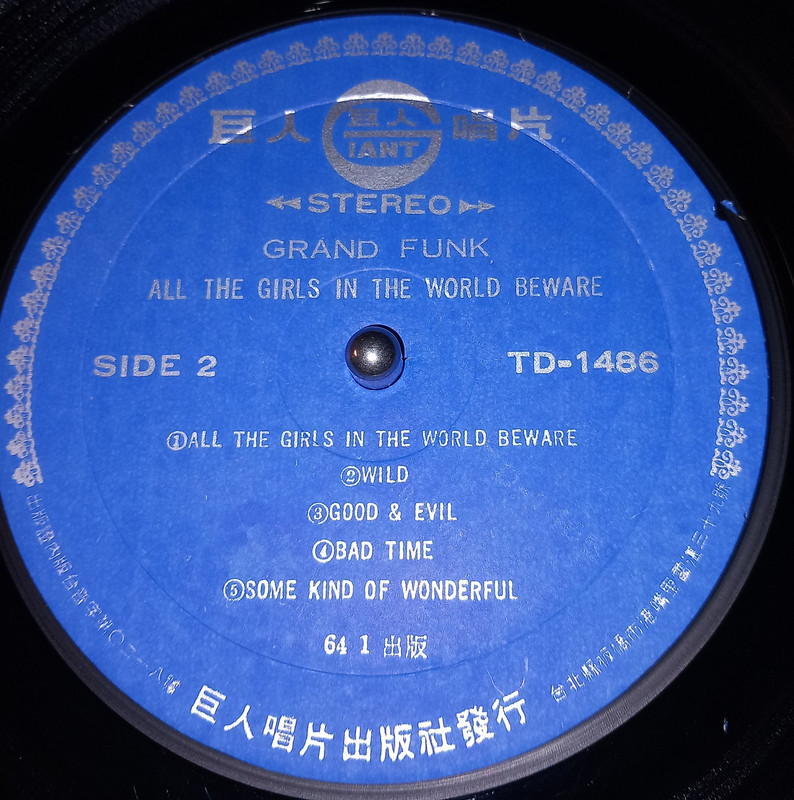 巨人 巨人 GIANT 唱片
STEREO
GRAND FUNK
ALL THE GIRLS IN THE WORLD BEWARE
SIDE 2
TD-1486
①ALL THE GIRLS IN THE WORLD BEWARE
②WILD
③GOOD & EVIL
④BAD TIME
⑤SOME KIND OF WONDERFUL
64 1 出版
巨人唱片出版社發行